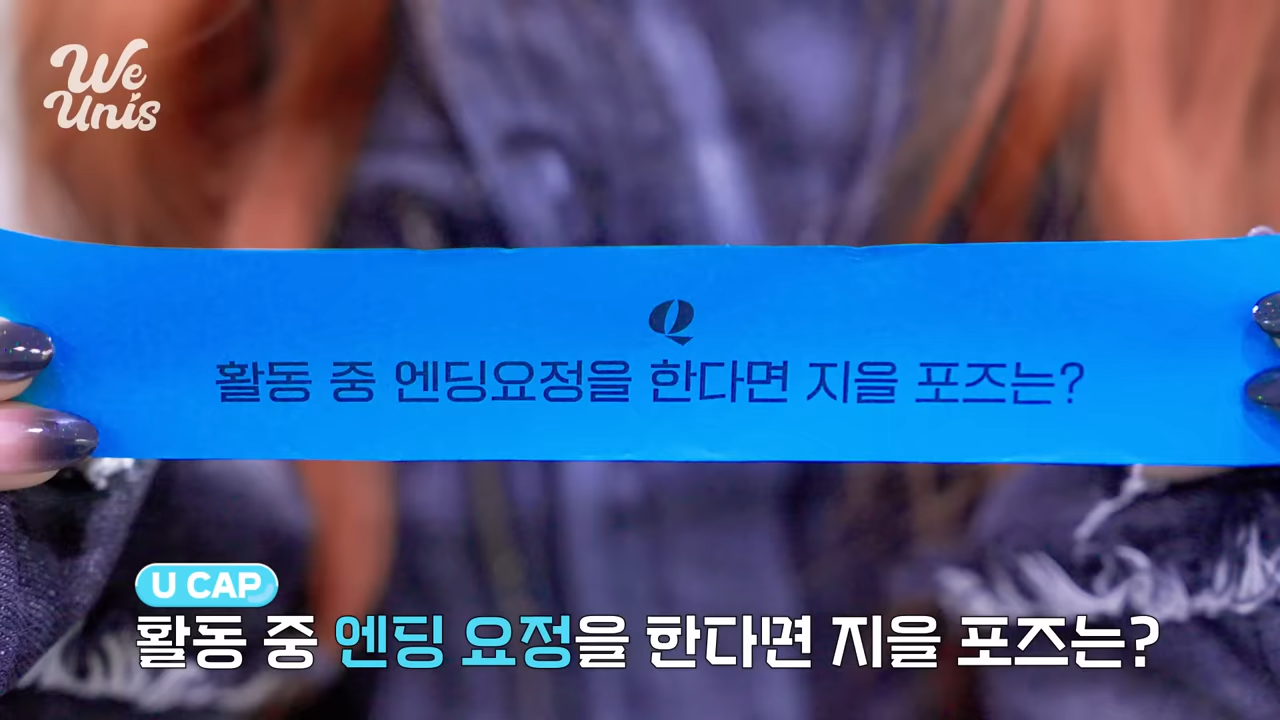 We
Unis
Q
활동 중 엔딩요정을 한다면 지을 포즈는?
U CAP
활동 중 엔딩 요정을 한다면 지을 포즈는?